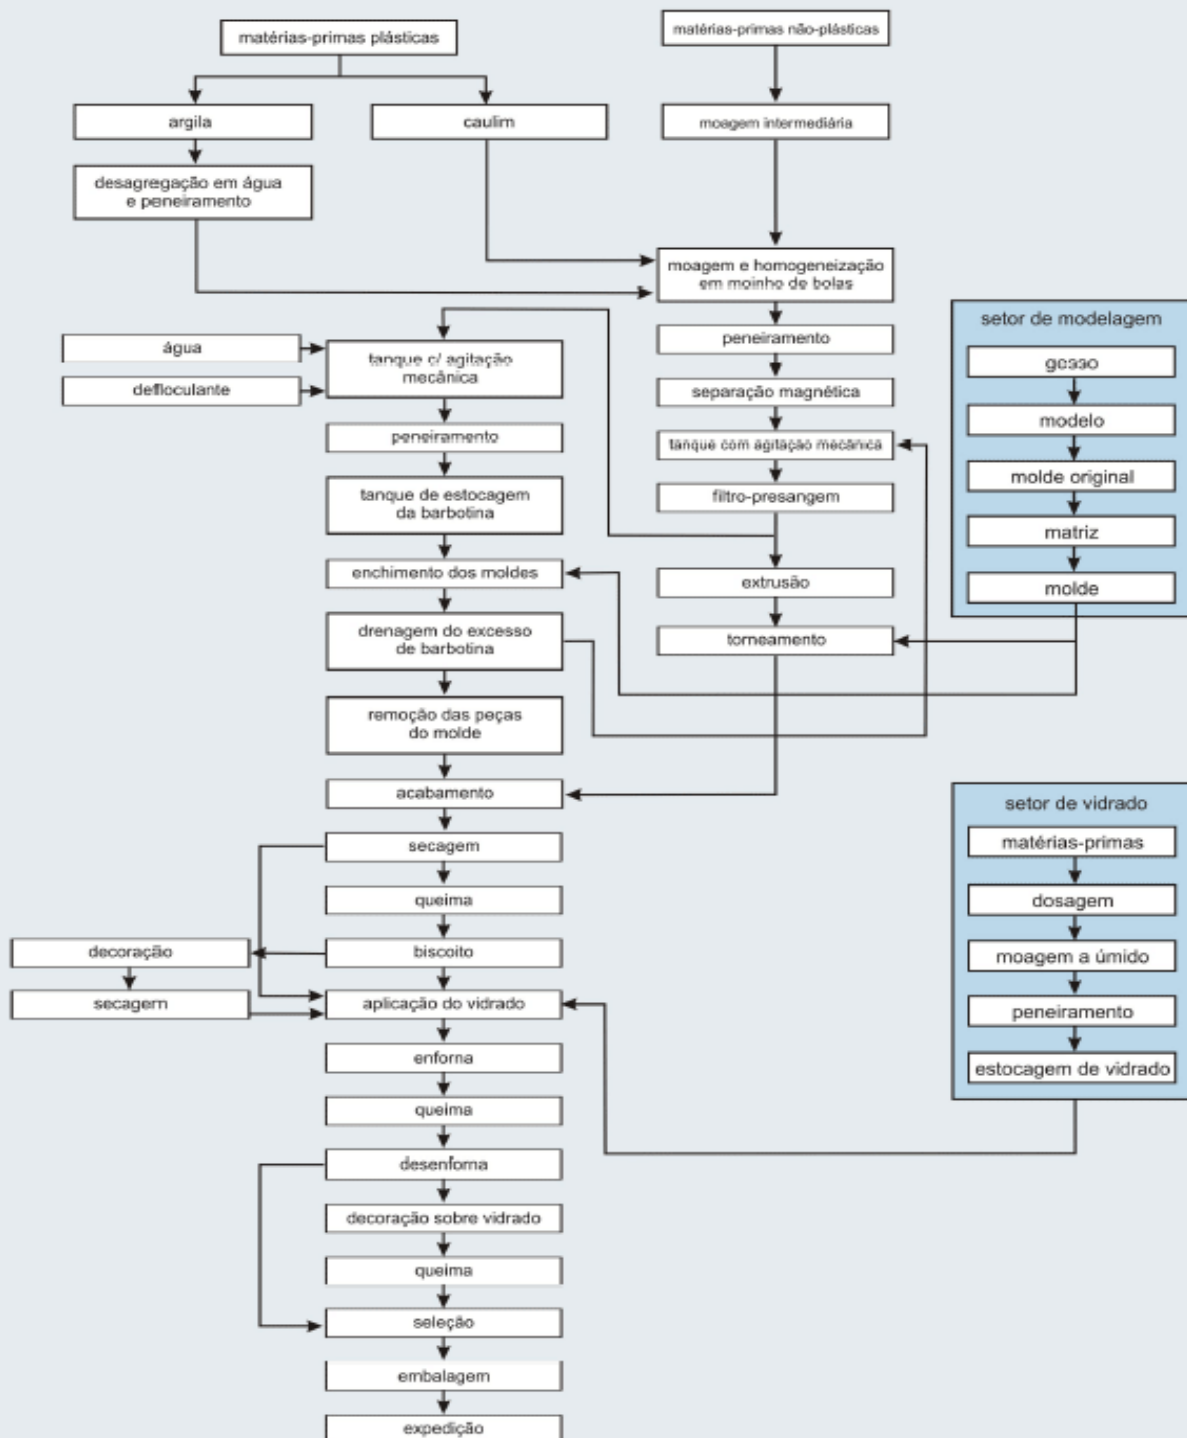 matérias-primas plásticas
matérias-primas não-plásticas
argila
caulim
moagem intermediária
desagregação em água
e peneiramento
moagem e homogeneização
em moinho de bolas
peneiramento
separação magnética
tanque com agitação mecânica
filtro-presangem
extrusão
torneamento
água
defloculante
tanque c/ agitação
mecânica
peneiramento
tanque de estocagem
da barbotina
enchimento dos moldes
drenagem do excesso
de barbotina
remoção das peças
do molde
acabamento
secagem
queima
biscoito
decoração
secagem
aplicação do vidrado
enforna
queima
desenforna
decoração sobre vidrado
queima
seleção
embalagem
expedição
setor de modelagem
gesso
modelo
molde original
matriz
molde
setor de vidrado
matérias-primas
dosagem
moagem a úmido
peneiramento
estocagem de vidrado